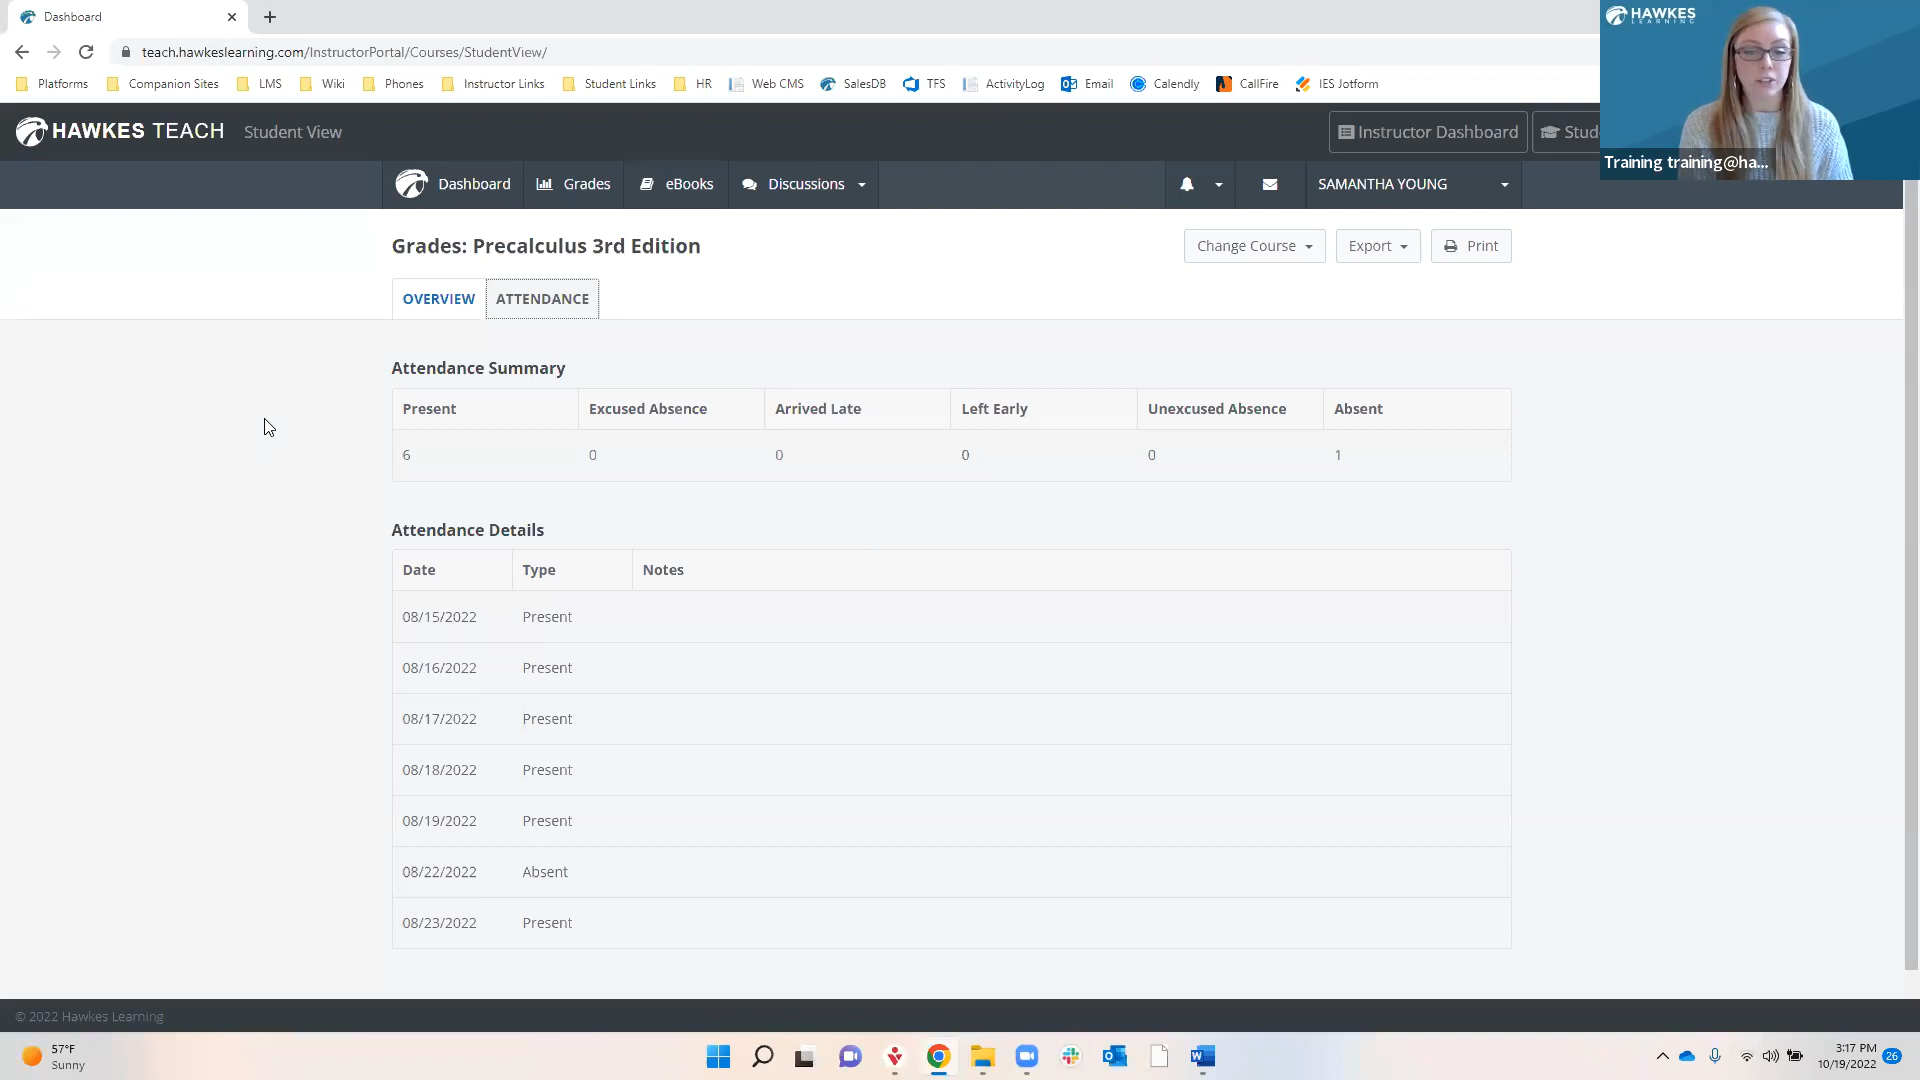 Dashboard
HAWKES LEARNING
teach.hawkeslearning.com/InstructorPortal/Courses/StudentView/
Platforms Companion Sites LMS Wiki Phones Instructor Links Student Links HR Web CMS SalesDB TFS ActivityLog Email Calendly CallFire IES Jotform
HAWKES TEACH Student View Instructor Dashboard Stud
Training training@ha...
Dashboard Grades eBooks Discussions SAMANTHA YOUNG
Grades: Precalculus 3rd Edition Change Course Export Print
OVERVIEW ATTENDANCE
Attendance Summary
Present Excused Absence Arrived Late Left Early Unexcused Absence Absent
6 0 0 0 0 1
Attendance Details
Date Type Notes
08/15/2022 Present
08/16/2022 Present
08/17/2022 Present
08/18/2022 Present
08/19/2022 Present
08/22/2022 Absent
08/23/2022 Present
© 2022 Hawkes Learning
57°F
Sunny
3:17 PM
10/19/2022 26